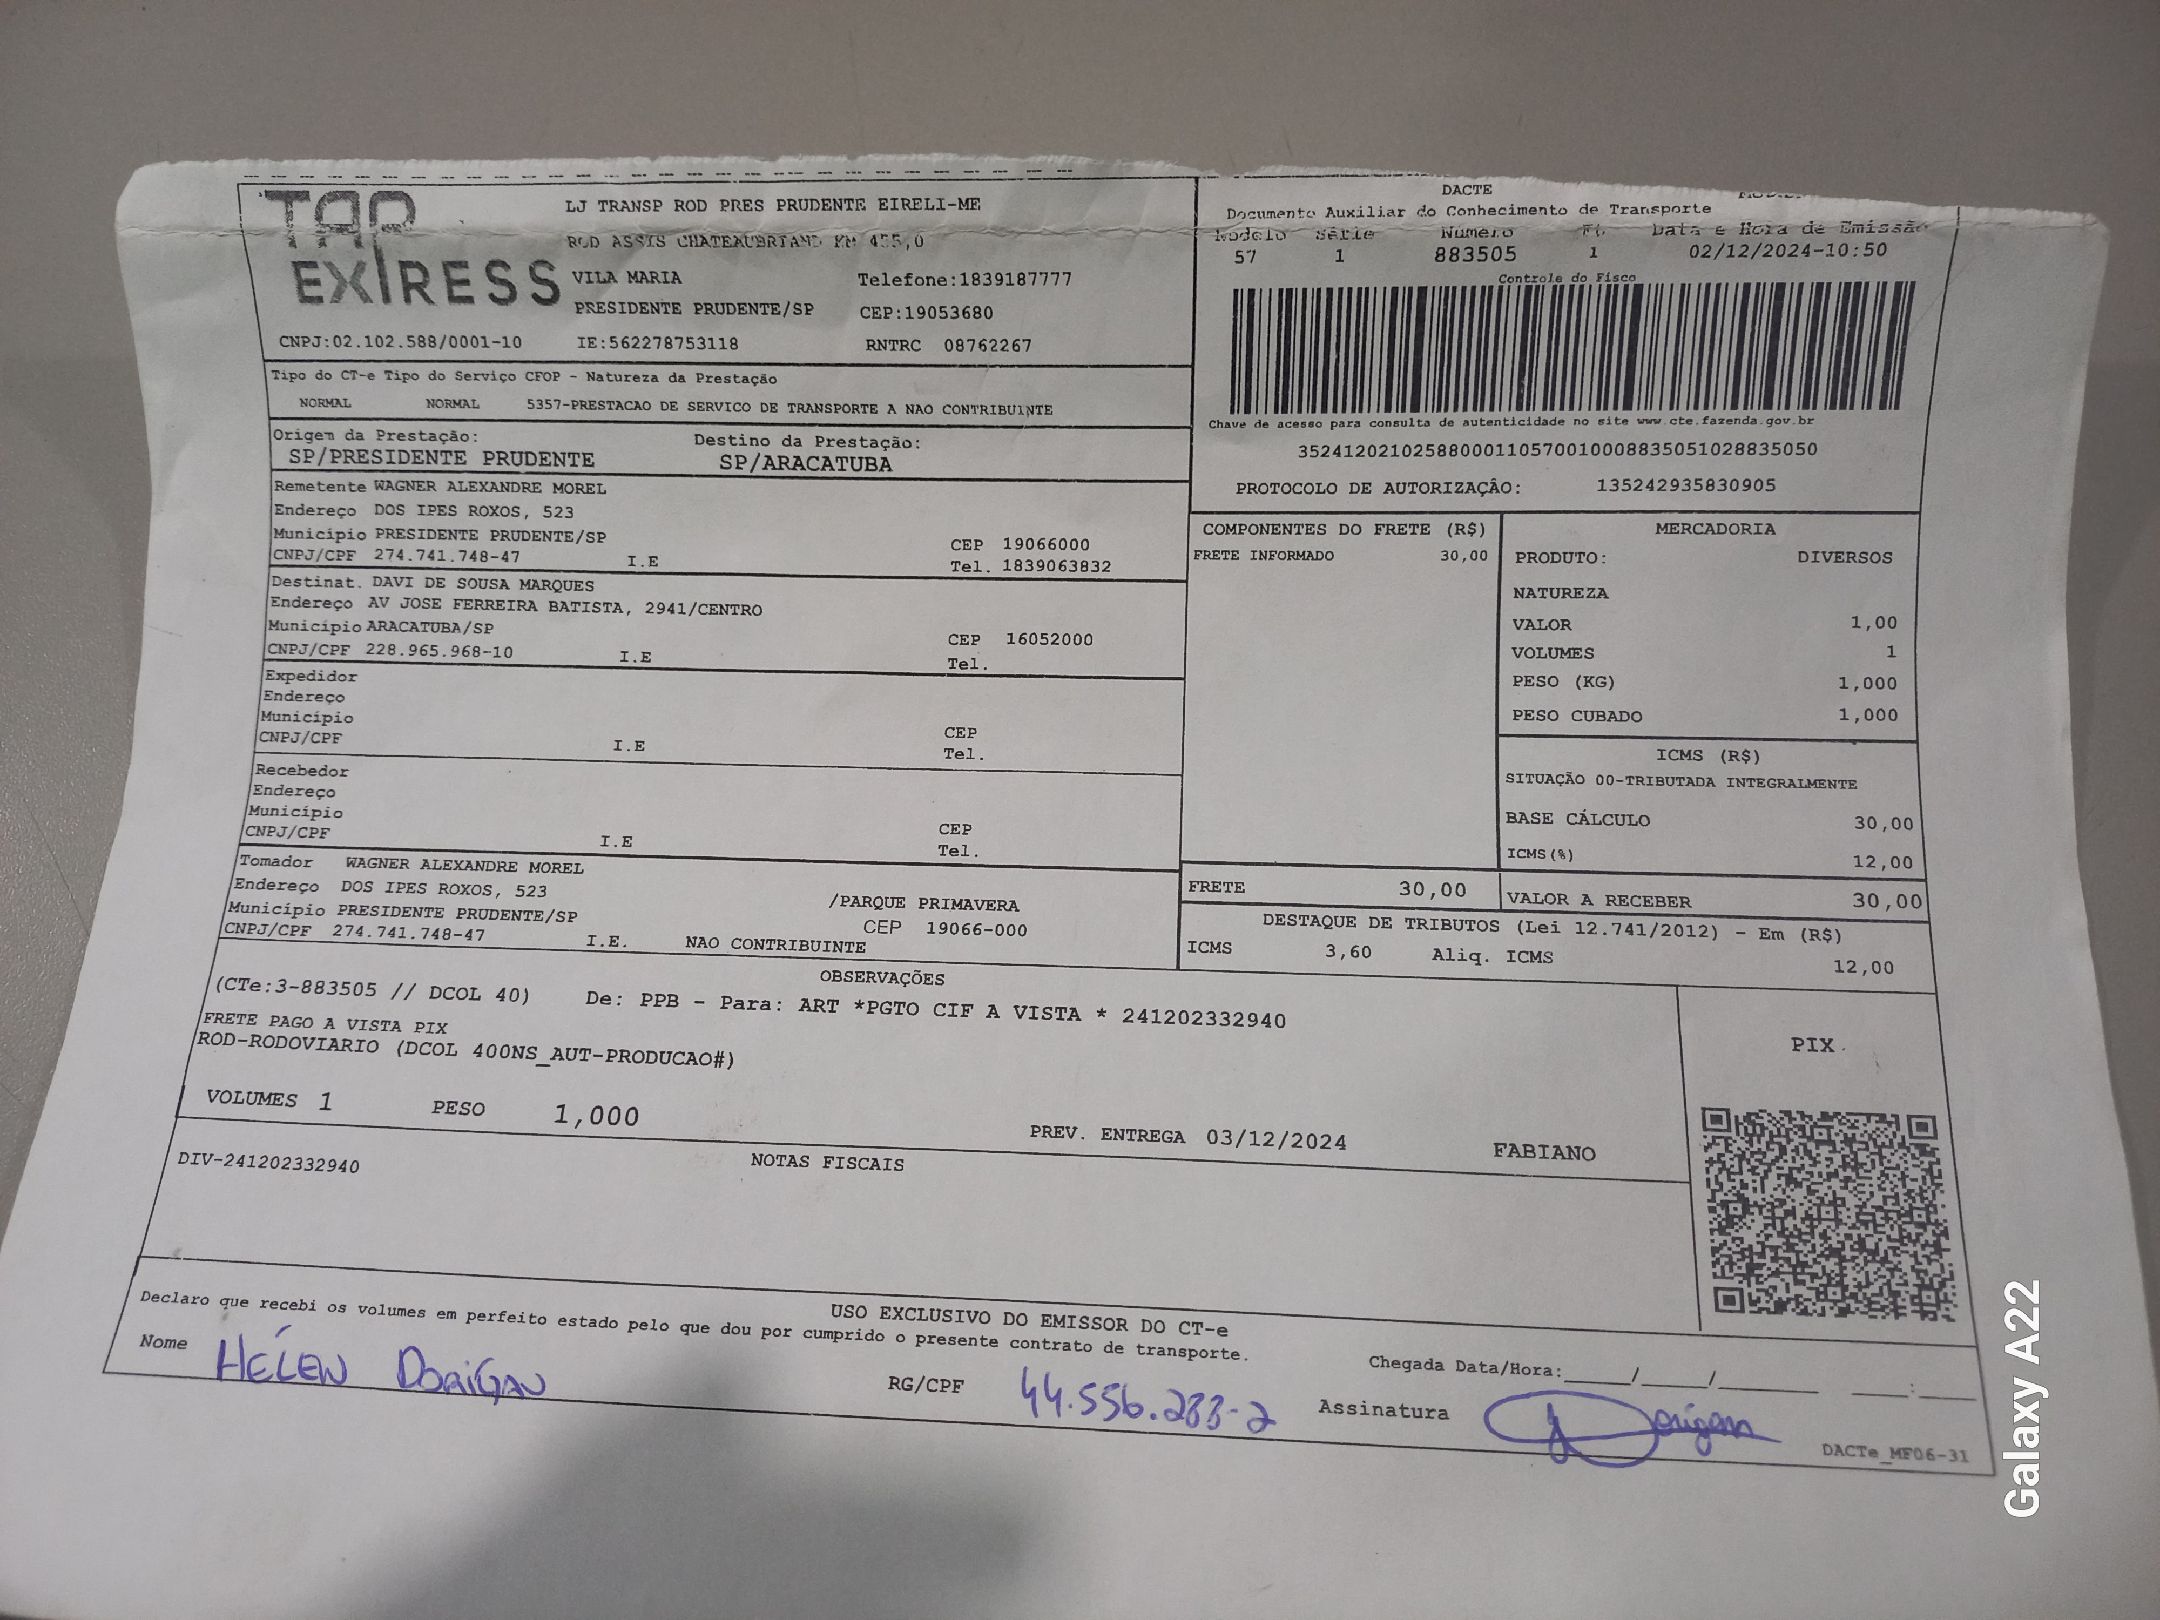 TAP
EXPRESS
LJ TRANSP ROD PRES PRUDENTE EIRELI-ME
ROD ASSIS CHATEAUBRIAND KM 455,0
VILA MARIA Telefone:1839187777
PRESIDENTE PRUDENTE/SP CEP:19053680
CNPJ:02.102.588/0001-10 IE:562278753118 RNTRC 08762267
DACTE
Documento Auxiliar do Conhecimento de Transporte
Modelo Série Número Fl. Data e Hora de Emissão
57 1 883505 1 02/12/2024-10:50
Controle do Fisco
Chave de acesso para consulta de autenticidade no site www.cte.fazenda.gov.br
35241202102588000110570010008835051028835050
PROTOCOLO DE AUTORIZAÇÃO: 135242935830905
Tipo do CT-e Tipo do Serviço CFOP - Natureza da Prestação
NORMAL NORMAL 5357-PRESTACAO DE SERVICO DE TRANSPORTE A NAO CONTRIBUINTE
Origem da Prestação: Destino da Prestação:
SP/PRESIDENTE PRUDENTE SP/ARACATUBA
Remetente WAGNER ALEXANDRE MOREL
Endereço DOS IPES ROXOS, 523
Município PRESIDENTE PRUDENTE/SP CEP 19066000
CNPJ/CPF 274.741.748-47 I.E Tel. 1839063832
Destinat. DAVI DE SOUSA MARQUES
Endereço AV JOSE FERREIRA BATISTA, 2941/CENTRO
Município ARACATUBA/SP CEP 16052000
CNPJ/CPF 228.965.968-10 I.E Tel.
Expedidor
Endereço
Município CEP
CNPJ/CPF I.E Tel.
Recebedor
Endereço
Município CEP
CNPJ/CPF I.E Tel.
Tomador WAGNER ALEXANDRE MOREL
Endereço DOS IPES ROXOS, 523 /PARQUE PRIMAVERA
Município PRESIDENTE PRUDENTE/SP CEP 19066-000
CNPJ/CPF 274.741.748-47 I.E. NAO CONTRIBUINTE
COMPONENTES DO FRETE (R$)
FRETE INFORMADO 30,00
MERCADORIA
PRODUTO: DIVERSOS
NATUREZA
VALOR 1,00
VOLUMES 1
PESO (KG) 1,000
PESO CUBADO 1,000
ICMS (R$)
SITUAÇÃO 00-TRIBUTADA INTEGRALMENTE
BASE CÁLCULO 30,00
ICMS(%) 12,00
FRETE 30,00 VALOR A RECEBER 30,00
DESTAQUE DE TRIBUTOS (Lei 12.741/2012) - Em (R$)
ICMS 3,60 Aliq. ICMS 12,00
OBSERVAÇÕES
(CTe:3-883505 // DCOL 40) De: PPB - Para: ART *PGTO CIF A VISTA * 241202332940
FRETE PAGO A VISTA PIX
ROD-RODOVIARIO (DCOL 400NS_AUT-PRODUCAO#)
PIX
VOLUMES 1 PESO 1,000 PREV. ENTREGA 03/12/2024 FABIANO
DIV-241202332940 NOTAS FISCAIS
USO EXCLUSIVO DO EMISSOR DO CT-e
Declaro que recebi os volumes em perfeito estado pelo que dou por cumprido o presente contrato de transporte.
Chegada Data/Hora:_____/_____/________ ____:____
Nome HÉLEN DORIGAN RG/CPF 44.556.233-2 Assinatura Dorigan
DACTe_MF06-31
Galaxy A22